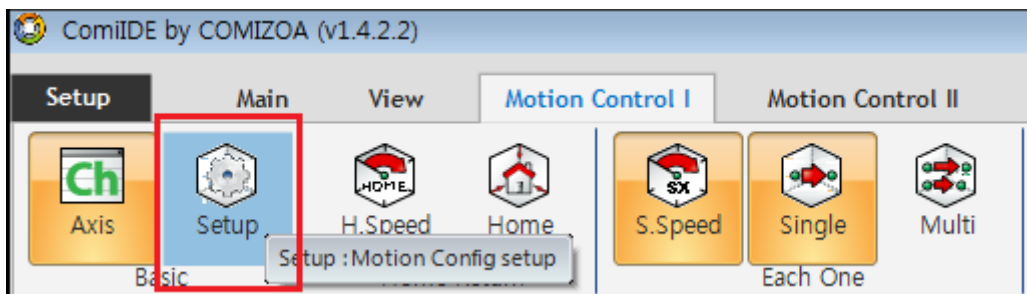 ComiIDE by COMIZOA (v1.4.2.2)
Setup Main View Motion Control I Motion Control II
Ch HOME SX
Axis Setup H.Speed Home S.Speed Single Multi
Setup : Motion Config setup
Basic Each One